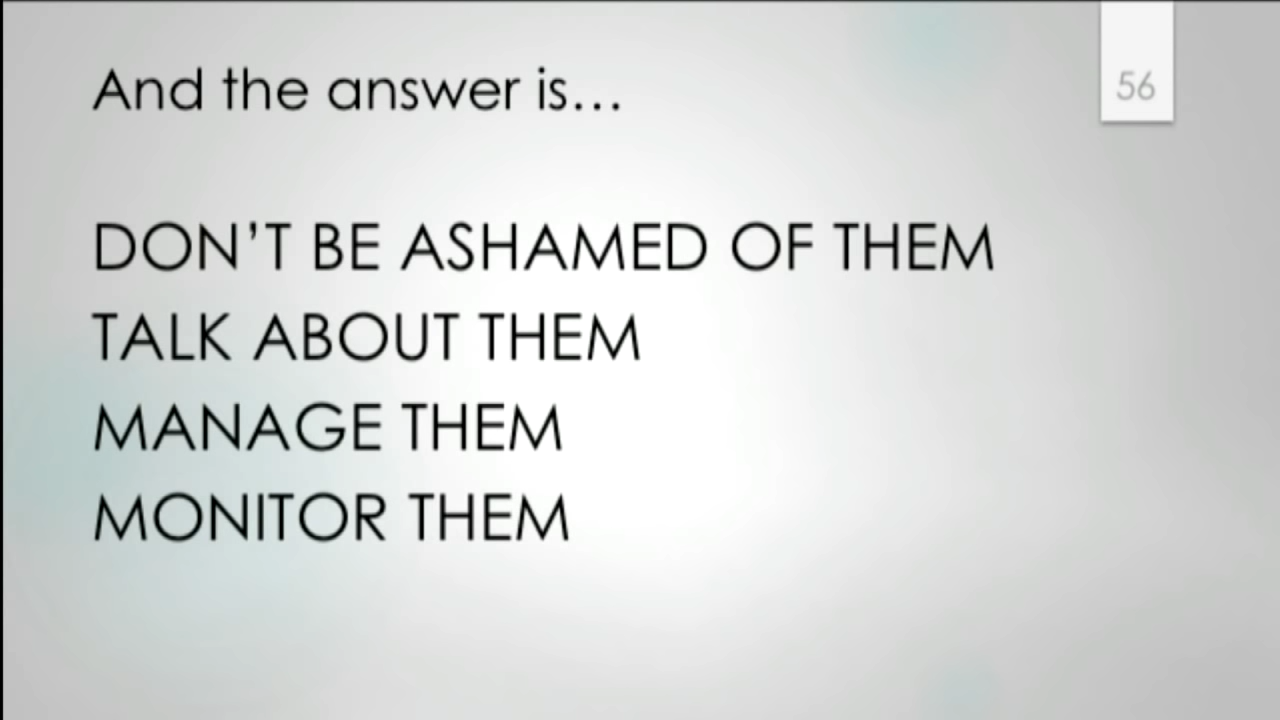 And the answer is…
56
DON’T BE ASHAMED OF THEM
TALK ABOUT THEM
MANAGE THEM
MONITOR THEM